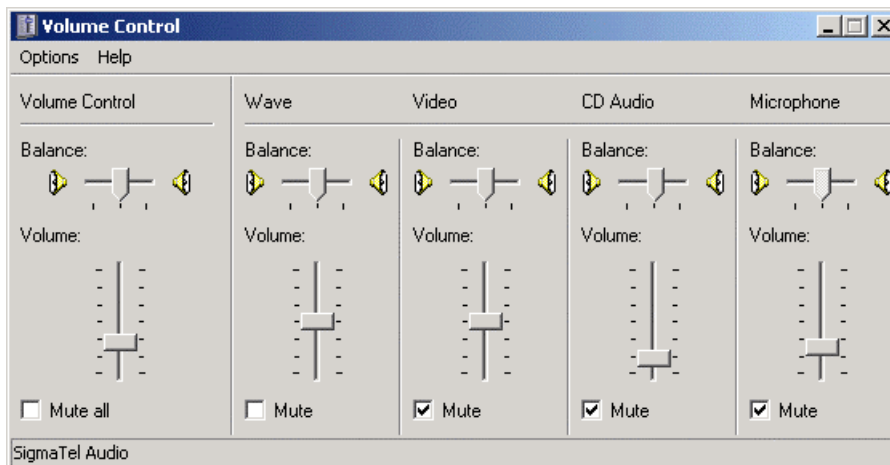 Volume Control
Options Help
Volume Control Wave Video CD Audio Microphone
Balance: Balance: Balance: Balance: Balance:
Volume: Volume: Volume: Volume: Volume:
Mute all Mute Mute Mute Mute
SigmaTel Audio